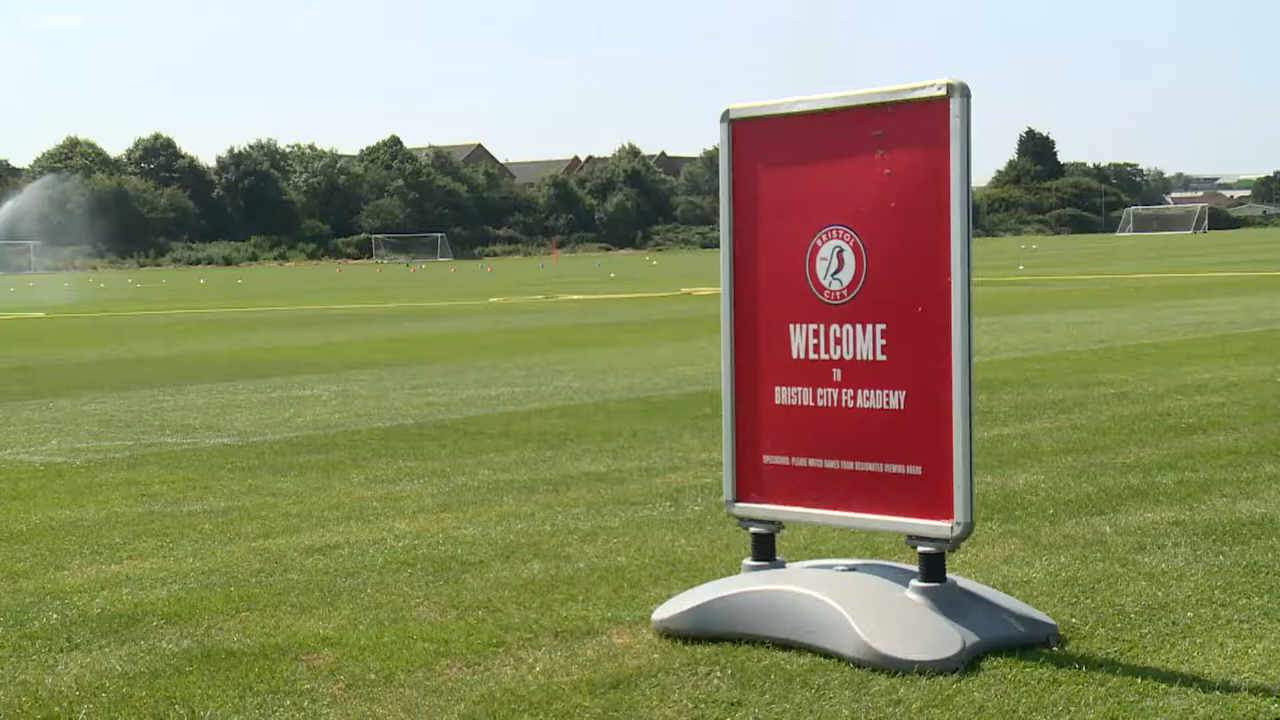 BRISTOL
CITY
WELCOME
TO
BRISTOL CITY FC ACADEMY
SPECTATORS: PLEASE WATCH GAMES FROM DESIGNATED VIEWING AREAS